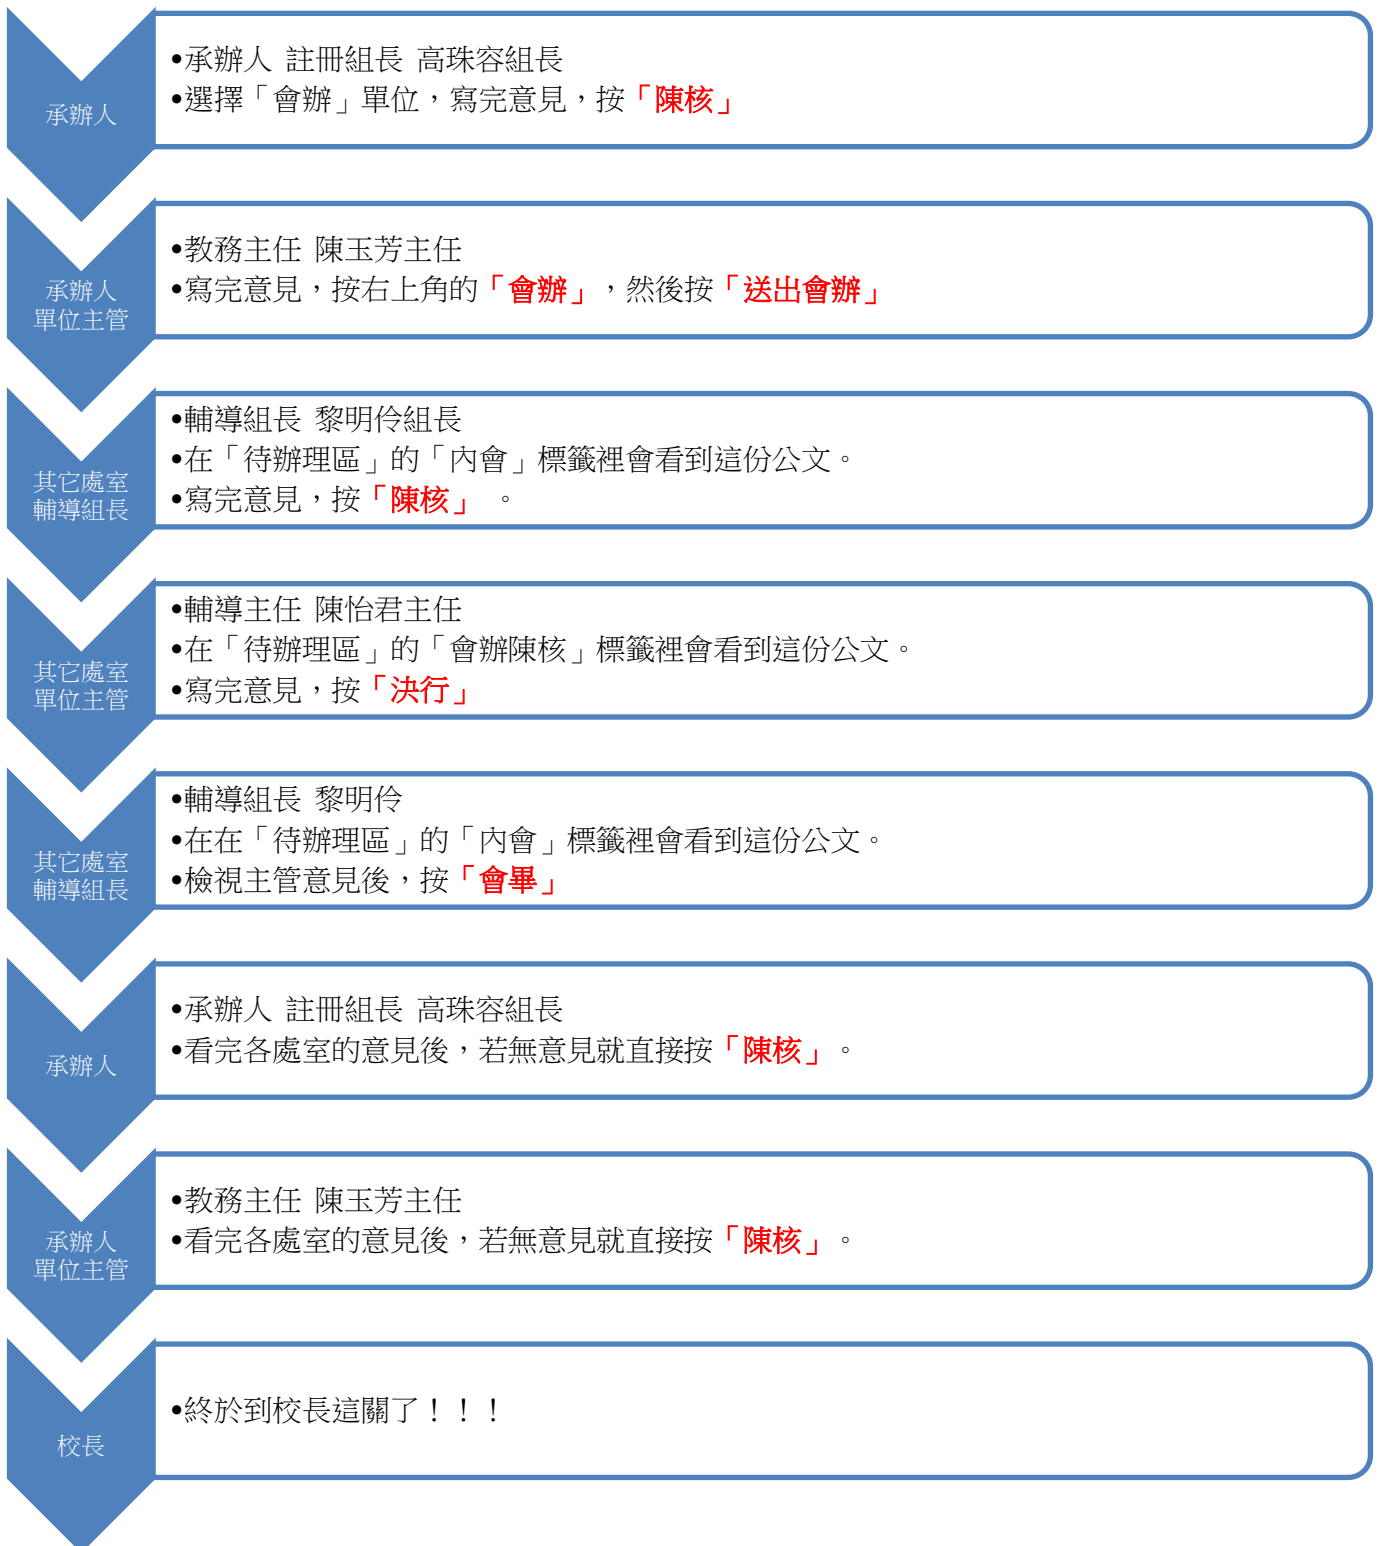 承辦人
•承辦人 註冊組長 高珠容組長
•選擇「會辦」單位，寫完意見，按「陳核」
承辦人
單位主管
•教務主任 陳玉芳主任
•寫完意見，按右上角的「會辦」，然後按「送出會辦」
其它處室
輔導組長
•輔導組長 黎明伶組長
•在「待辦理區」的「內會」標籤裡會看到這份公文。
•寫完意見，按「陳核」 。
其它處室
單位主管
•輔導主任 陳怡君主任
•在「待辦理區」的「會辦陳核」標籤裡會看到這份公文。
•寫完意見，按「決行」
其它處室
輔導組長
•輔導組長 黎明伶
•在在「待辦理區」的「內會」標籤裡會看到這份公文。
•檢視主管意見後，按「會畢」
承辦人
•承辦人 註冊組長 高珠容組長
•看完各處室的意見後，若無意見就直接按「陳核」。
承辦人
單位主管
•教務主任 陳玉芳主任
•看完各處室的意見後，若無意見就直接按「陳核」。
校長
•終於到校長這關了！！！